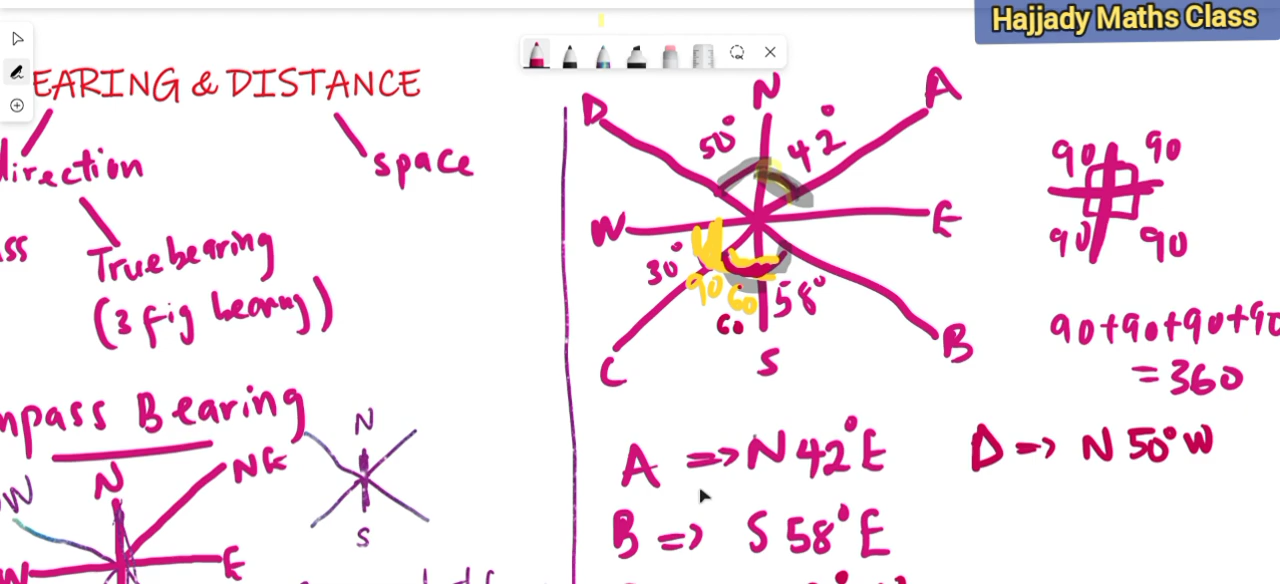 Hajjady Maths Class
EARING & DISTANCE
direction
space
ss
True bearing
(3 fig bearing)
mpass Bearing
N
NE
W
W
E
N
S
D
N
A
50°
42°
W
E
30°
90
60
60
58°
C
S
B
90
90
90
90
90+90+90+90
=360
A => N 42° E
D => N 50° W
B => S 58° E